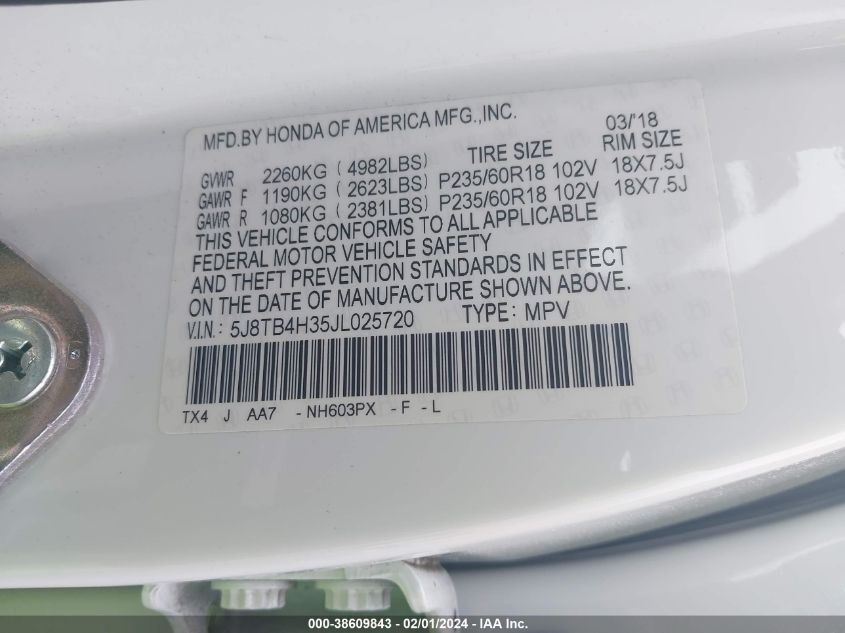 MFD.BY HONDA OF AMERICA MFG.,INC. 03/'18
GVWR 2260KG (4982LBS) TIRE SIZE RIM SIZE
GAWR F 1190KG (2623LBS) P235/60R18 102V 18X7.5J
GAWR R 1080KG (2381LBS) P235/60R18 102V 18X7.5J
THIS VEHICLE CONFORMS TO ALL APPLICABLE
FEDERAL MOTOR VEHICLE SAFETY
AND THEFT PREVENTION STANDARDS IN EFFECT
ON THE DATE OF MANUFACTURE SHOWN ABOVE.
V.I.N.: 5J8TB4H35JL025720 TYPE: MPV
TX4 J AA7 -NH603PX -F -L
000-38609843 - 02/01/2024 - IAA Inc.